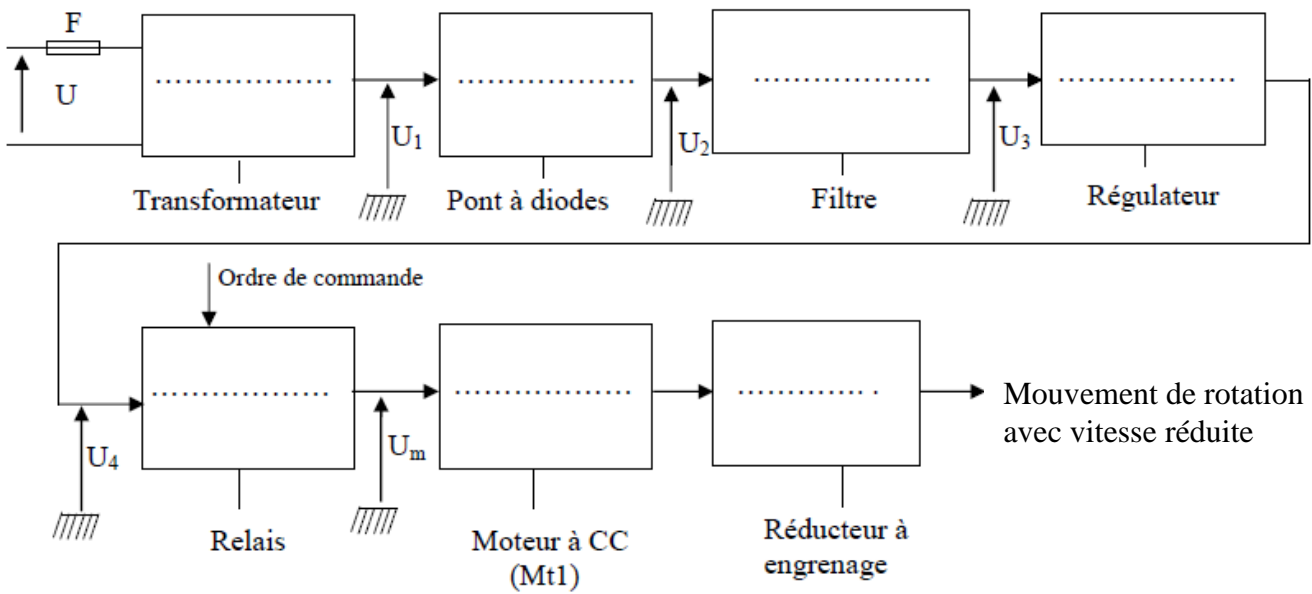 F
U
..................
..................
..................
..................
U1
U2
U3
Transformateur
Pont à diodes
Filtre
Régulateur
Ordre de commande
..................
..................
.............. .
Mouvement de rotation
avec vitesse réduite
U4
Um
Relais
Moteur à CC
(Mt1)
Réducteur à
engrenage